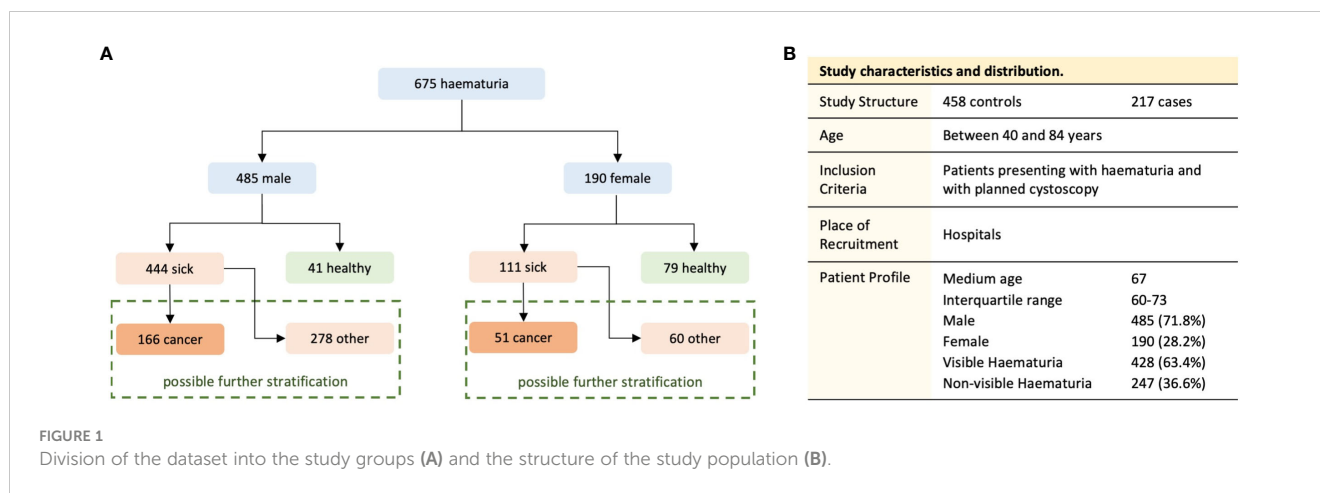 A
675 haematuria
485 male
190 female
444 sick
41 healthy
111 sick
79 healthy
166 cancer
278 other
51 cancer
60 other
possible further stratification
possible further stratification
B
Study characteristics and distribution.
Study Structure 458 controls 217 cases
Age Between 40 and 84 years
Inclusion Criteria
Patients presenting with haematuria and
with planned cystoscopy
Place of Recruitment
Hospitals
Patient Profile Medium age 67
Interquartile range 60-73
Male 485 (71.8%)
Female 190 (28.2%)
Visible Haematuria 428 (63.4%)
Non-visible Haematuria 247 (36.6%)
FIGURE 1
Division of the dataset into the study groups (A) and the structure of the study population (B).